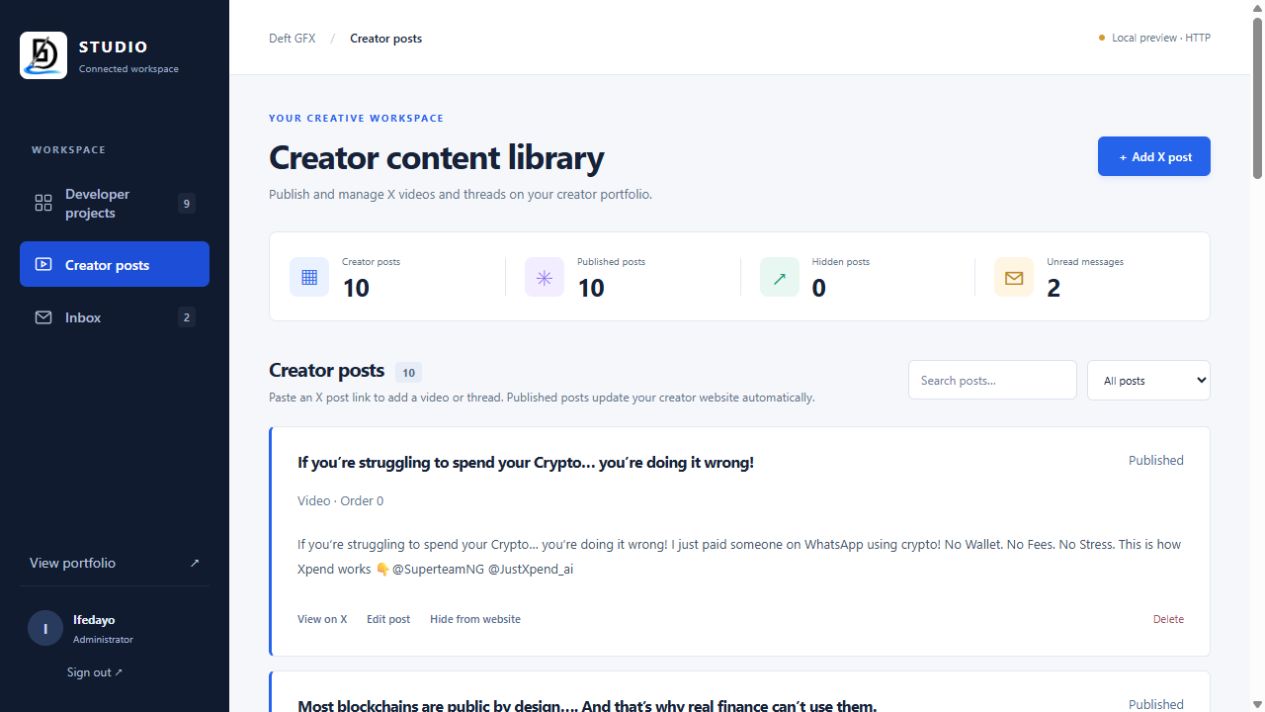 STUDIO
Connected workspace
WORKSPACE
Developer
projects
9
Creator posts
Inbox
2
View portfolio ↗
I
Ifedayo
Administrator
Sign out ↗
Deft GFX / Creator posts
Local preview · HTTP
YOUR CREATIVE WORKSPACE
Creator content library
Publish and manage X videos and threads on your creator portfolio.
+ Add X post
Creator posts
10
Published posts
10
Hidden posts
0
Unread messages
2
Creator posts 10
Paste an X post link to add a video or thread. Published posts update your creator website automatically.
Search posts...
All posts
If you're struggling to spend your Crypto... you're doing it wrong!
Published
Video · Order 0
If you're struggling to spend your Crypto... you're doing it wrong! I just paid someone on WhatsApp using crypto! No Wallet. No Fees. No Stress. This is how
Xpend works 👇 @SuperteamNG @JustXpend_ai
View on X Edit post Hide from website Delete
Most blockchains are public by design.... And that's why real finance can't use them.
Published